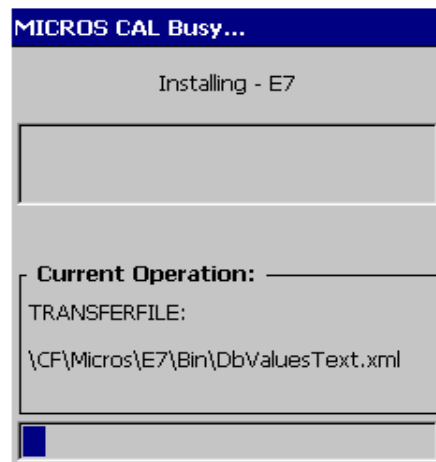 MICROS CAL Busy...
Installing - E7
Current Operation:
TRANSFERFILE:
\CF\Micros\E7\Bin\DbValuesText.xml